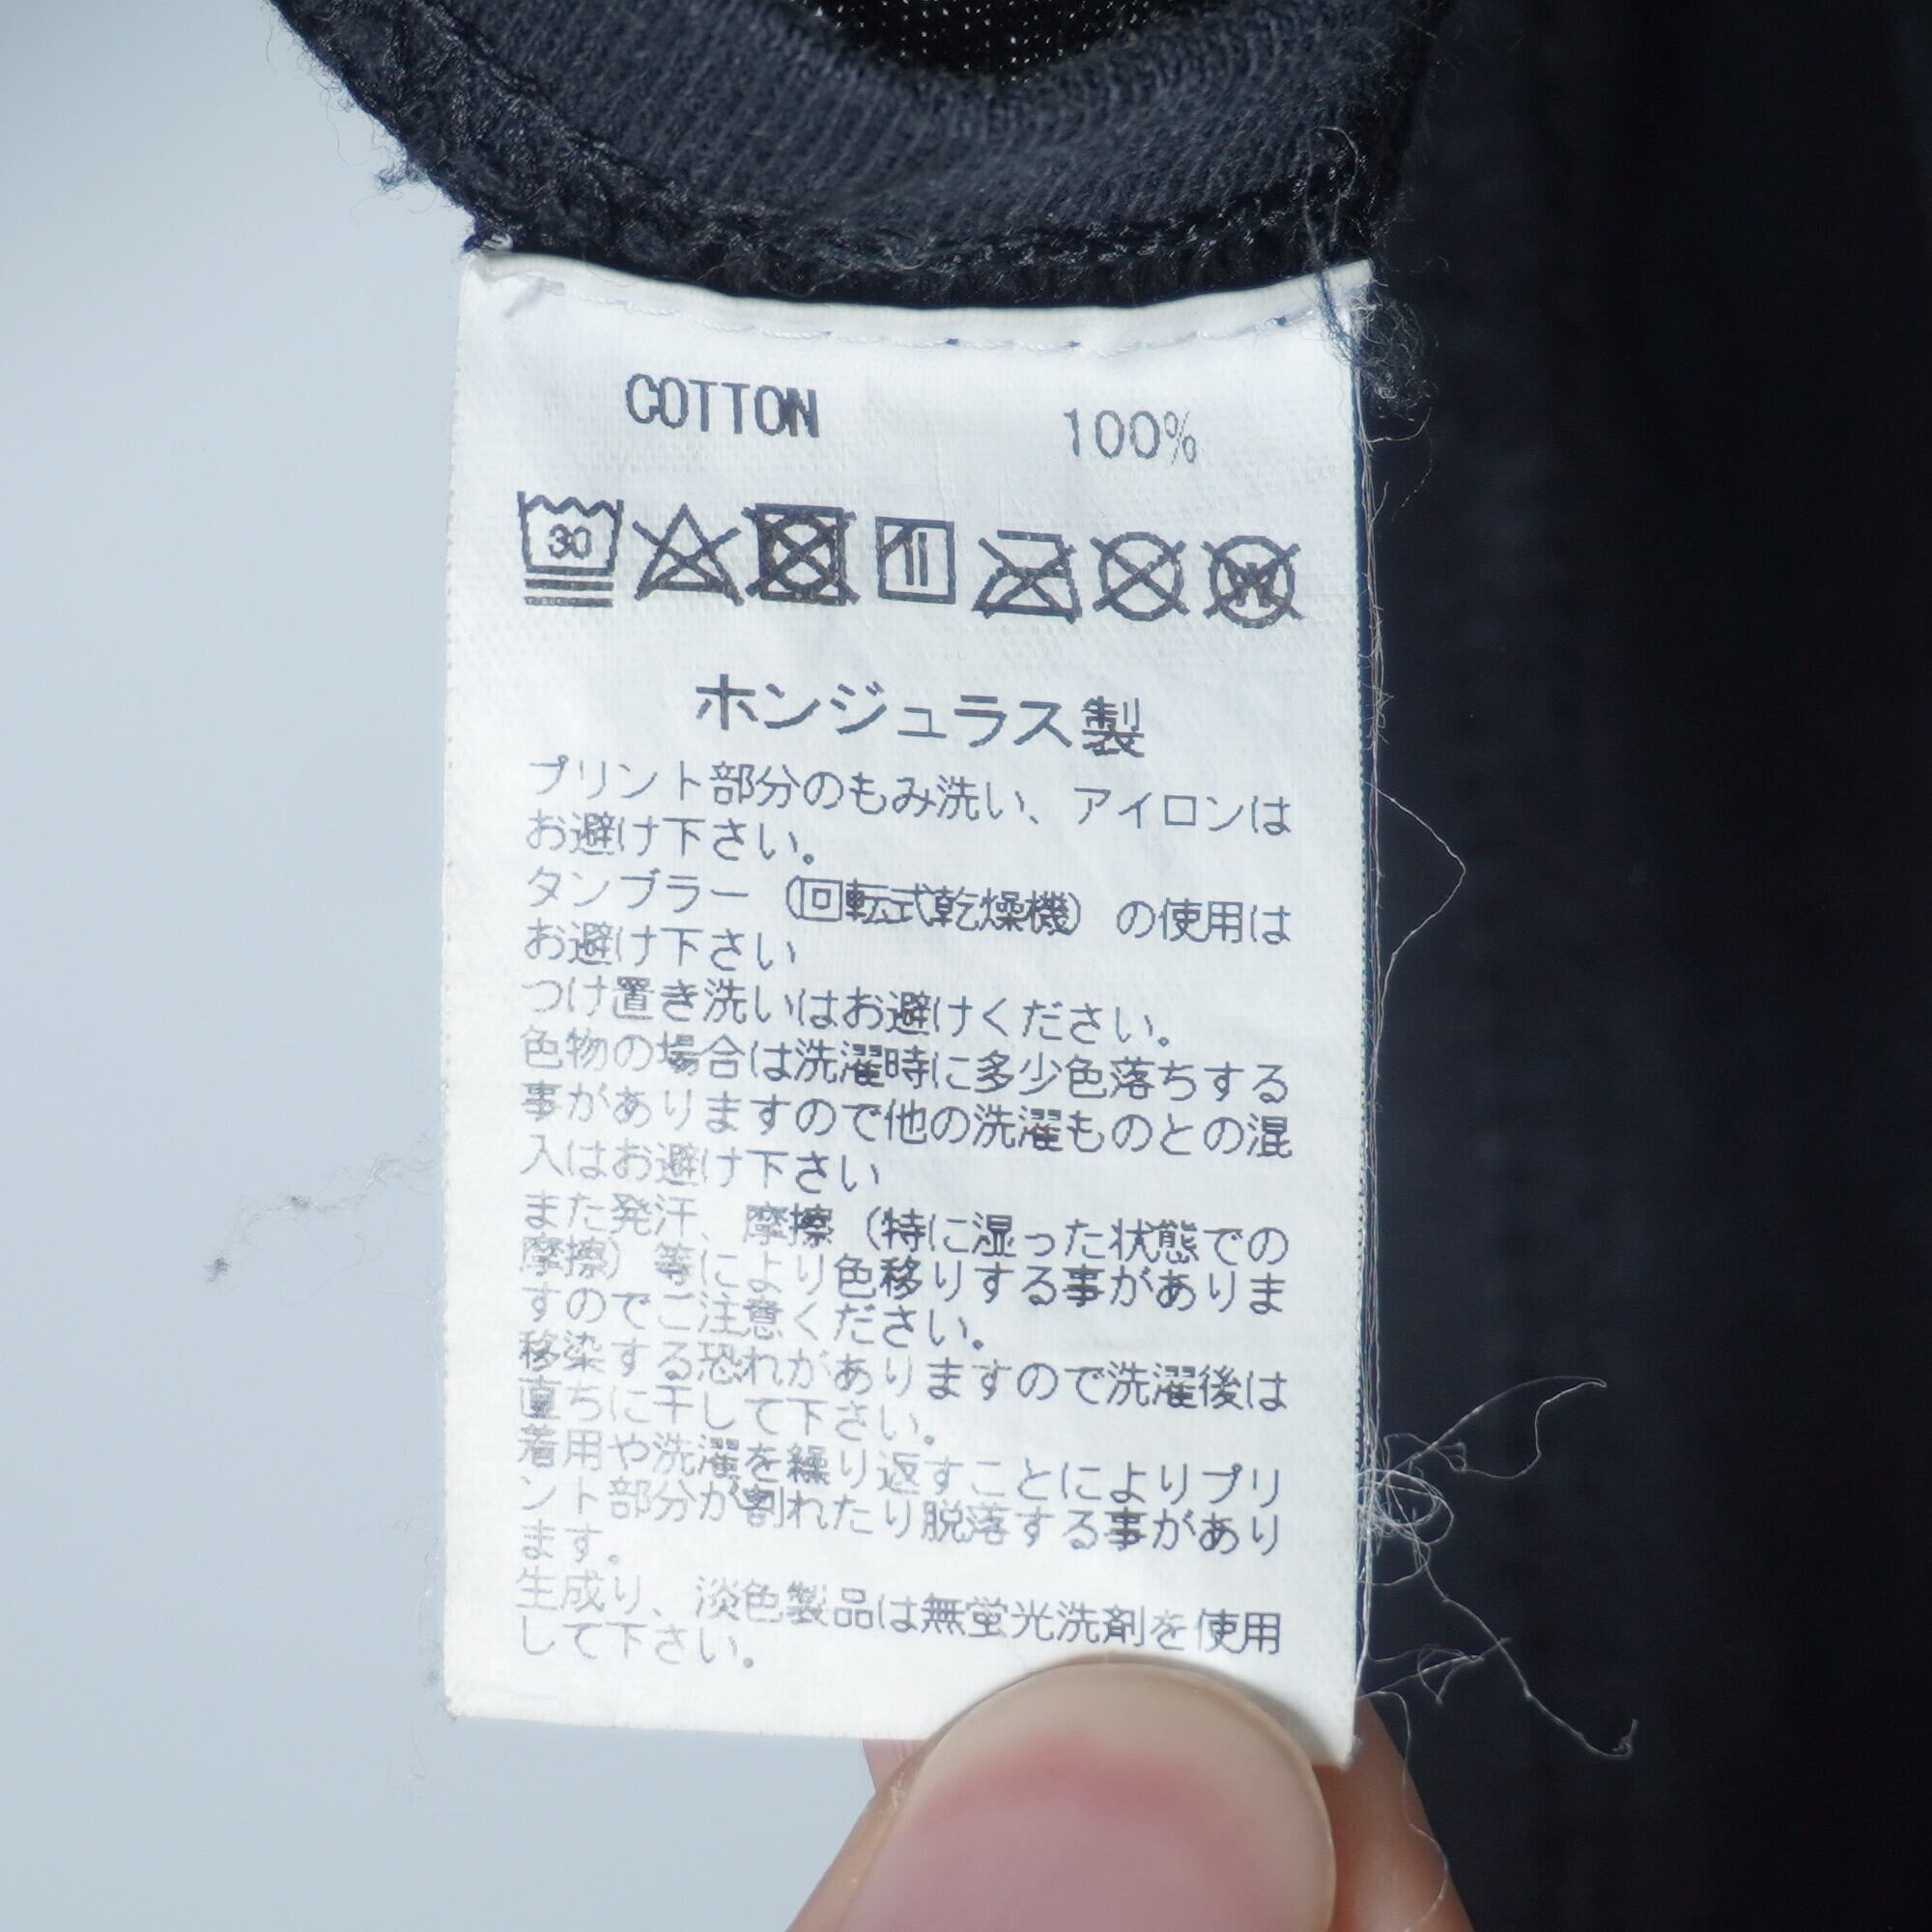 COTTON 100%
30
W
ホンジュラス製
プリント部分のもみ洗い、アイロンは
お避け下さい。
タンブラー（回転式乾燥機）の使用は
お避け下さい
つけ置き洗いはお避けください。
色物の場合は洗濯時に多少色落ちする
事がありますので他の洗濯ものとの混
入はお避け下さい
また発汗、摩擦（特に湿った状態での
摩擦）等により色移りする事がありま
すのでご注意ください。
移染する恐れがありますので洗濯後は
直ちに干して下さい。
着用や洗濯を繰り返すことによりプリ
ント部分が割れたり脱落する事があり
ます。
生成り、淡色製品は無蛍光洗剤を使用
して下さい。